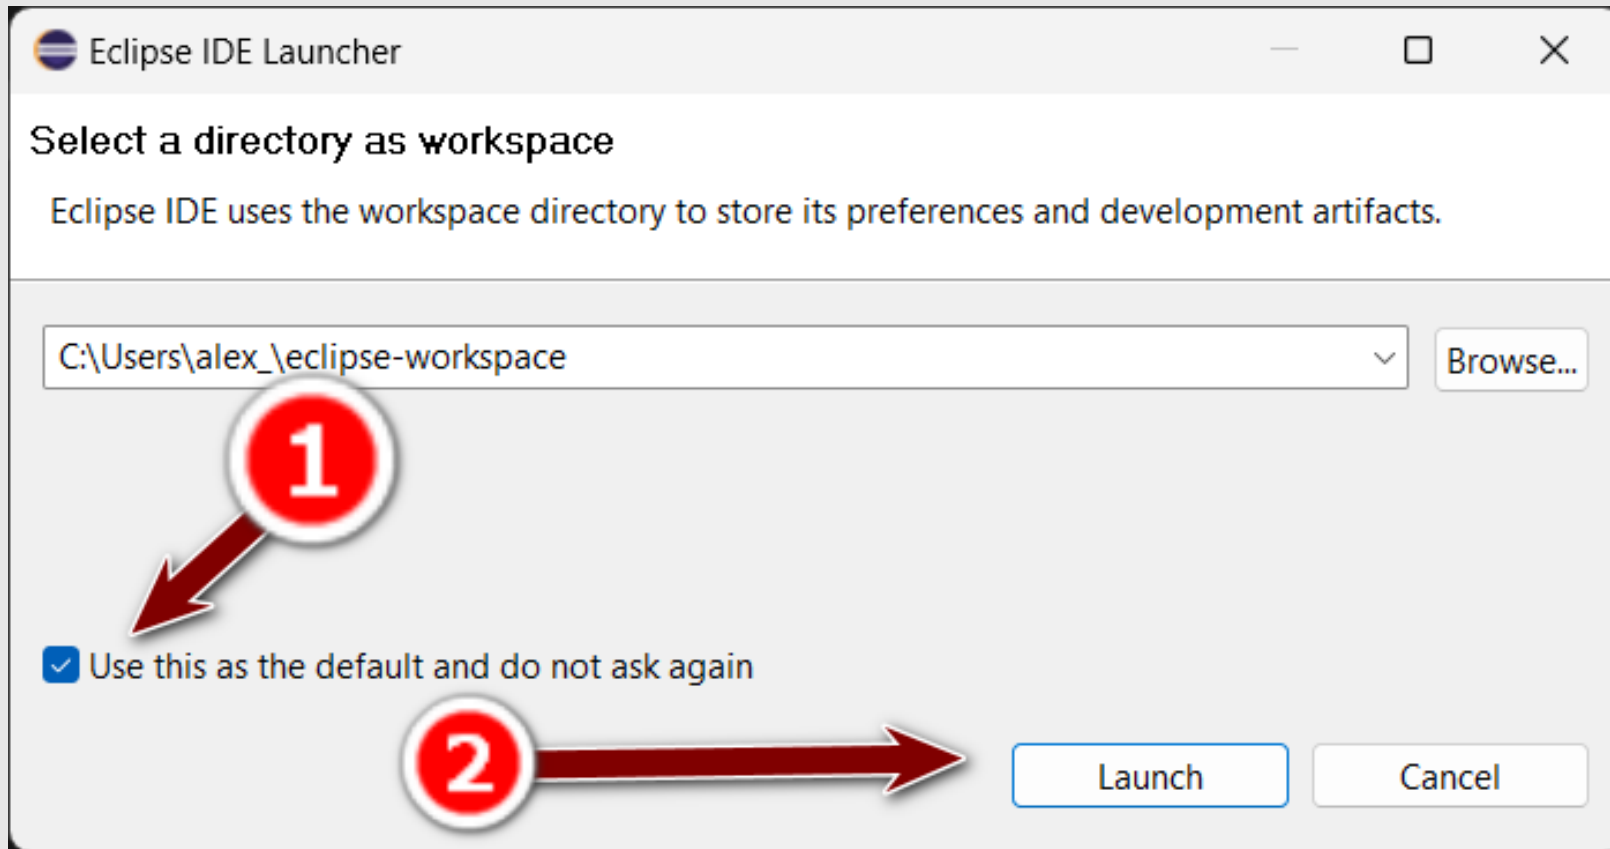 Eclipse IDE Launcher
Select a directory as workspace
Eclipse IDE uses the workspace directory to store its preferences and development artifacts.
C:\Users\alex_\eclipse-workspace
Browse...
1
Use this as the default and do not ask again
2
Launch
Cancel